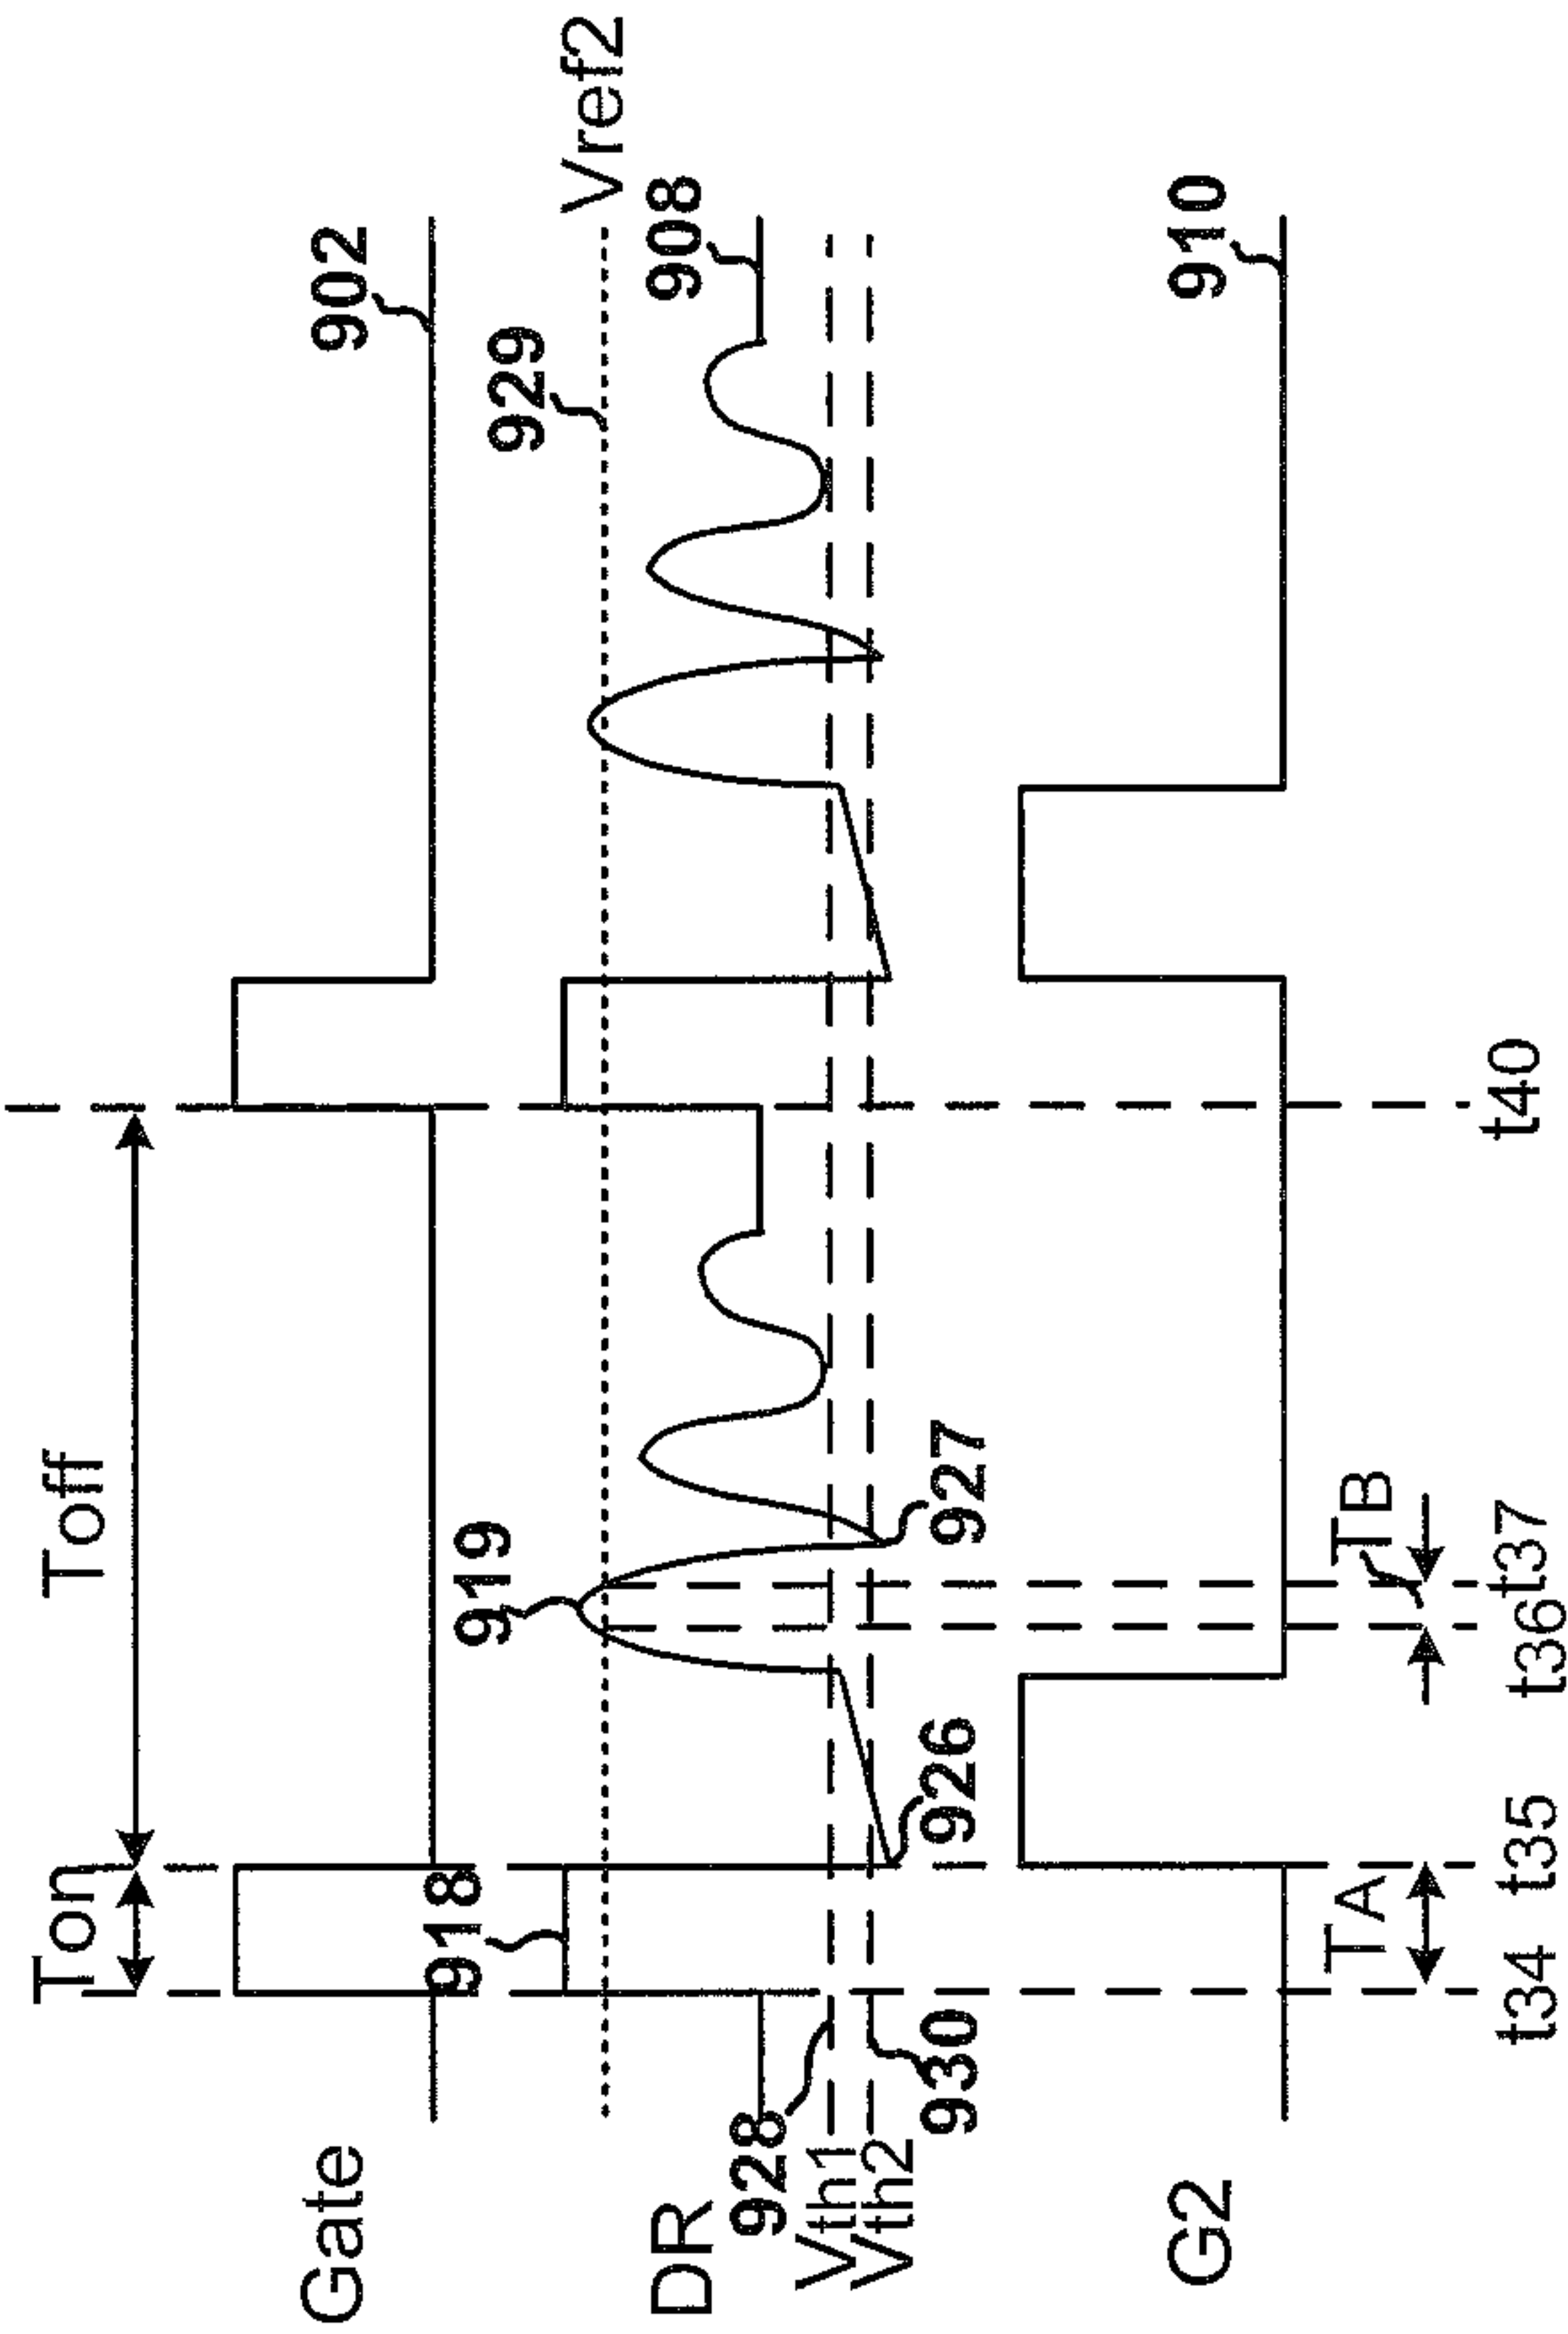 Ton
Toff
Gate
902
Vref2
929
918
919
908
DR
928
Vth1
Vth2
930
926
927
910
G2
TA
TB
t34
t35
t36
t37
t40